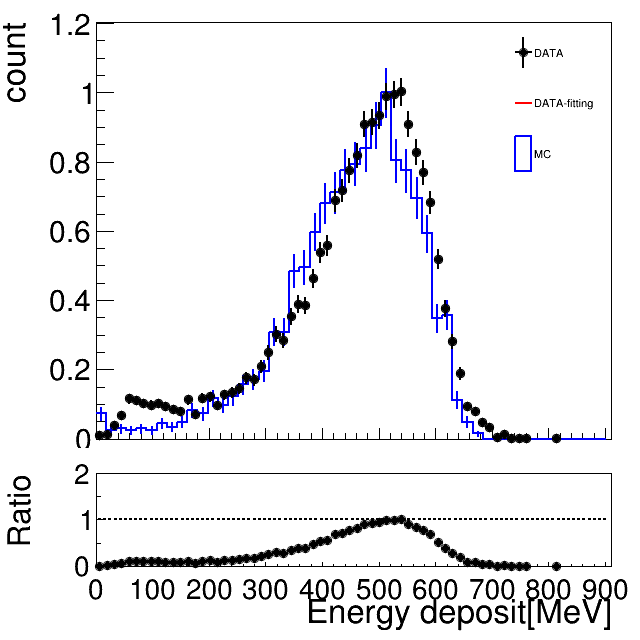 count
1.2
1
0.8
0.6
0.4
0.2
0
DATA
DATA-fitting
MC
Ratio
2
1
0
0 100 200 300 400 500 600 700 800 900
Energy deposit[MeV]